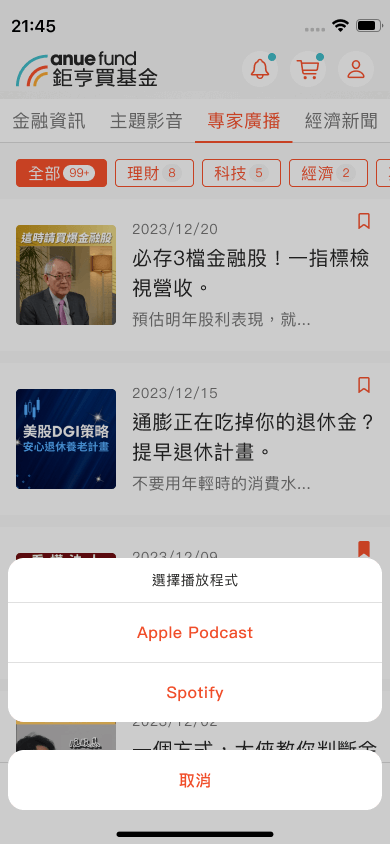 21:45
anue fund
鉅亨買基金
金融資訊 主題影音 專家廣播 經濟新聞
全部 99+ 理財 8 科技 5 經濟 2
這時請買爆金融股
2023/12/20
必存3檔金融股！一指標檢
視營收。
預估明年股利表現，就...
美股DGI策略
安心退休養老計畫
2023/12/15
通膨正在吃掉你的退休金？
提早退休計畫。
不要用年輕時的消費水...
2023/12/09
選擇播放程式
Apple Podcast
Spotify
2023/12/02
一個方式，大俠教你判斷金
取消